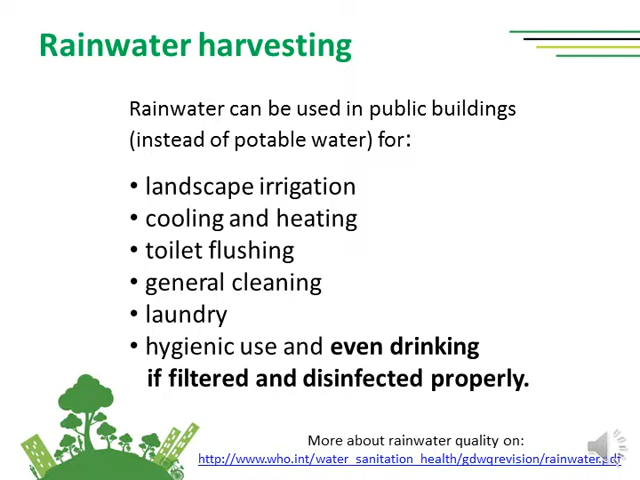 Rainwater harvesting
Rainwater can be used in public buildings
(instead of potable water) for:
• landscape irrigation
• cooling and heating
• toilet flushing
• general cleaning
• laundry
• hygienic use and even drinking
if filtered and disinfected properly.
More about rainwater quality on:
http://www.who.int/water_sanitation_health/gdwqrevision/rainwater.pdf